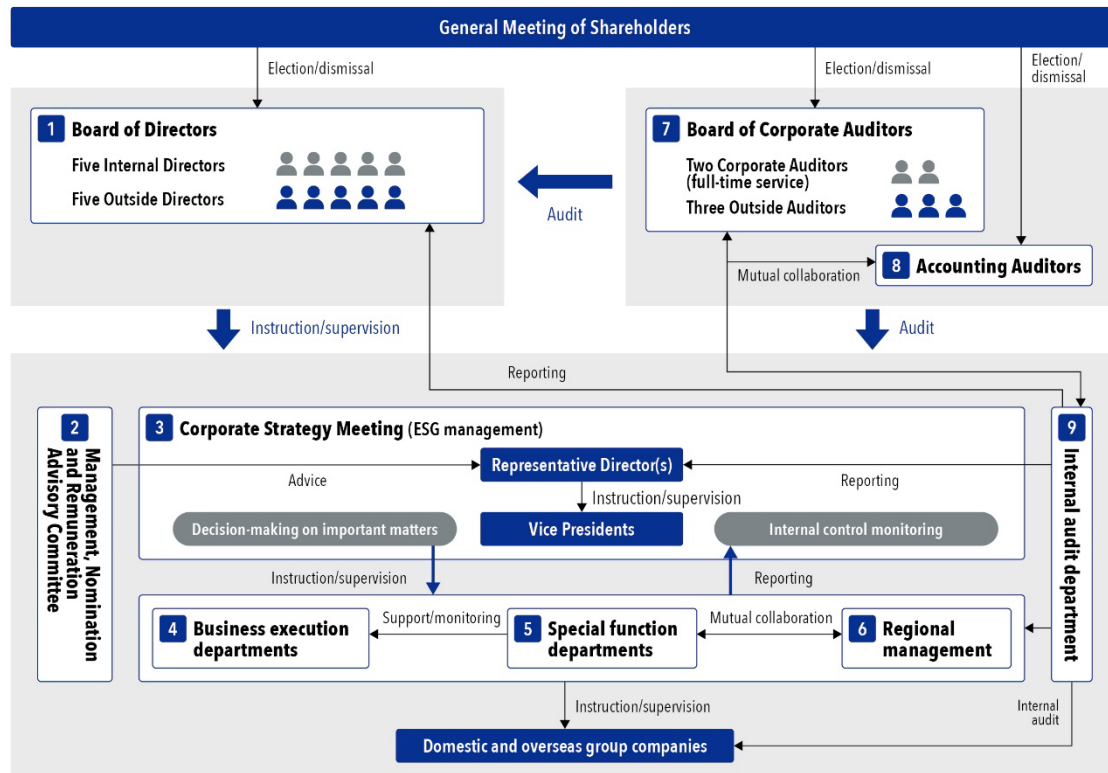 General Meeting of Shareholders
Election/dismissal
Election/dismissal
Election/
dismissal
1 Board of Directors
Five Internal Directors
Five Outside Directors
Audit
7 Board of Corporate Auditors
Two Corporate Auditors
(full-time service)
Three Outside Auditors
Mutual collaboration
8 Accounting Auditors
Instruction/supervision
Audit
Reporting
2
Management, Nomination
and Remuneration
Advisory Committee
3 Corporate Strategy Meeting (ESG management)
Representative Director(s)
Advice
Reporting
Instruction/supervision
Decision-making on important matters
Vice Presidents
Internal control monitoring
9
Internal audit department
Instruction/supervision
Reporting
4 Business execution
departments
Support/monitoring
5 Special function
departments
Mutual collaboration
6 Regional
management
Instruction/supervision
Internal
audit
Domestic and overseas group companies